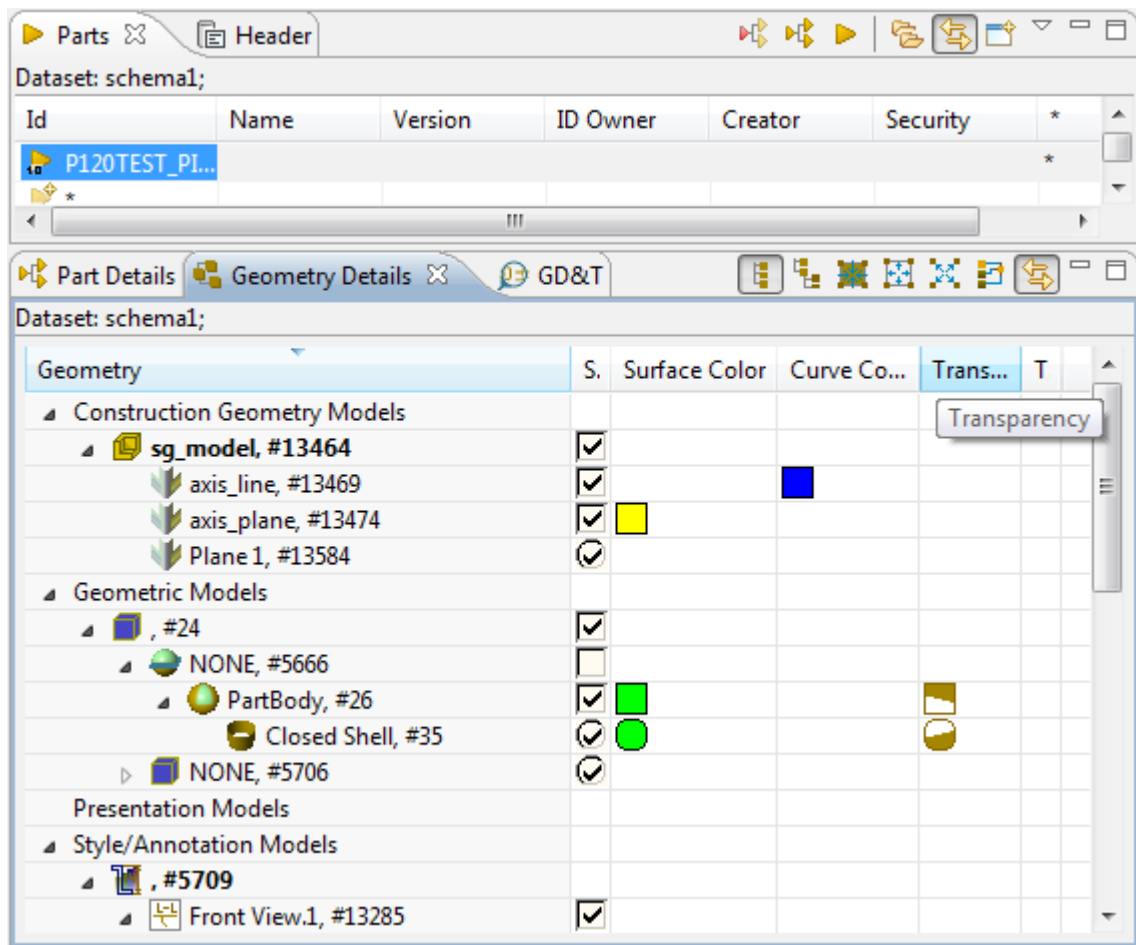 Parts Header
Dataset: schema1;
Id Name Version ID Owner Creator Security *
P120TEST_PI... *
*
Part Details Geometry Details GD&T
Dataset: schema1;
Geometry S. Surface Color Curve Co... Trans... T
Construction Geometry Models
Transparency
sg_model, #13464
axis_line, #13469
axis_plane, #13474
Plane 1, #13584
Geometric Models
, #24
NONE, #5666
PartBody, #26
Closed Shell, #35
NONE, #5706
Presentation Models
Style/Annotation Models
, #5709
Front View.1, #13285